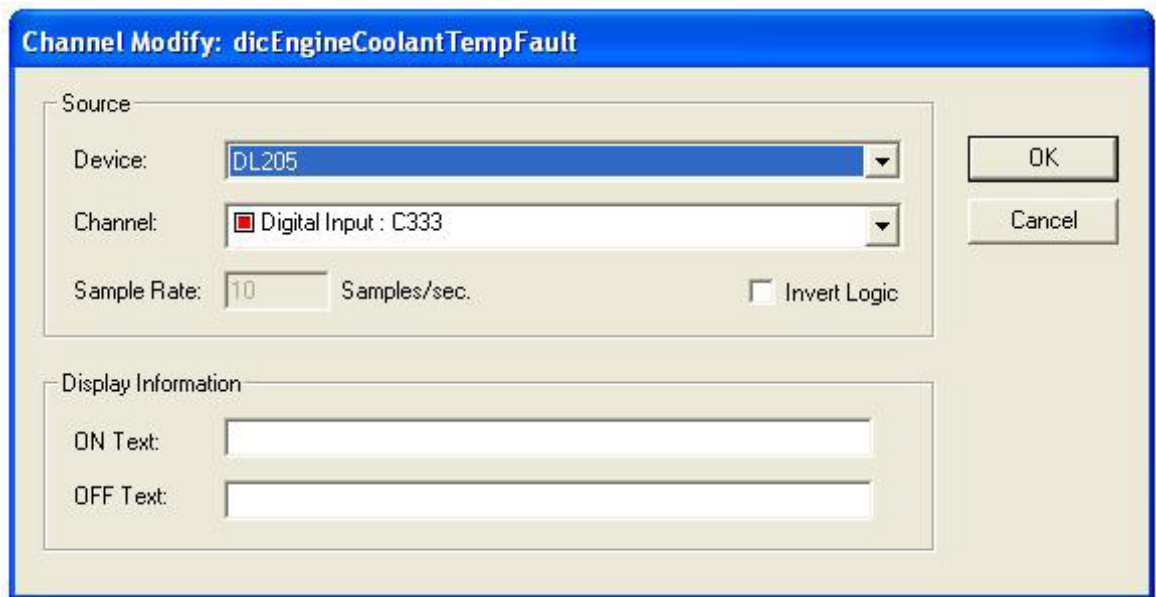 Channel Modify: dicEngineCoolantTempFault
Source
Device: DL205
OK
Channel: Digital Input : C333
Cancel
Sample Rate: 10 Samples/sec. Invert Logic
Display Information
ON Text:
OFF Text: